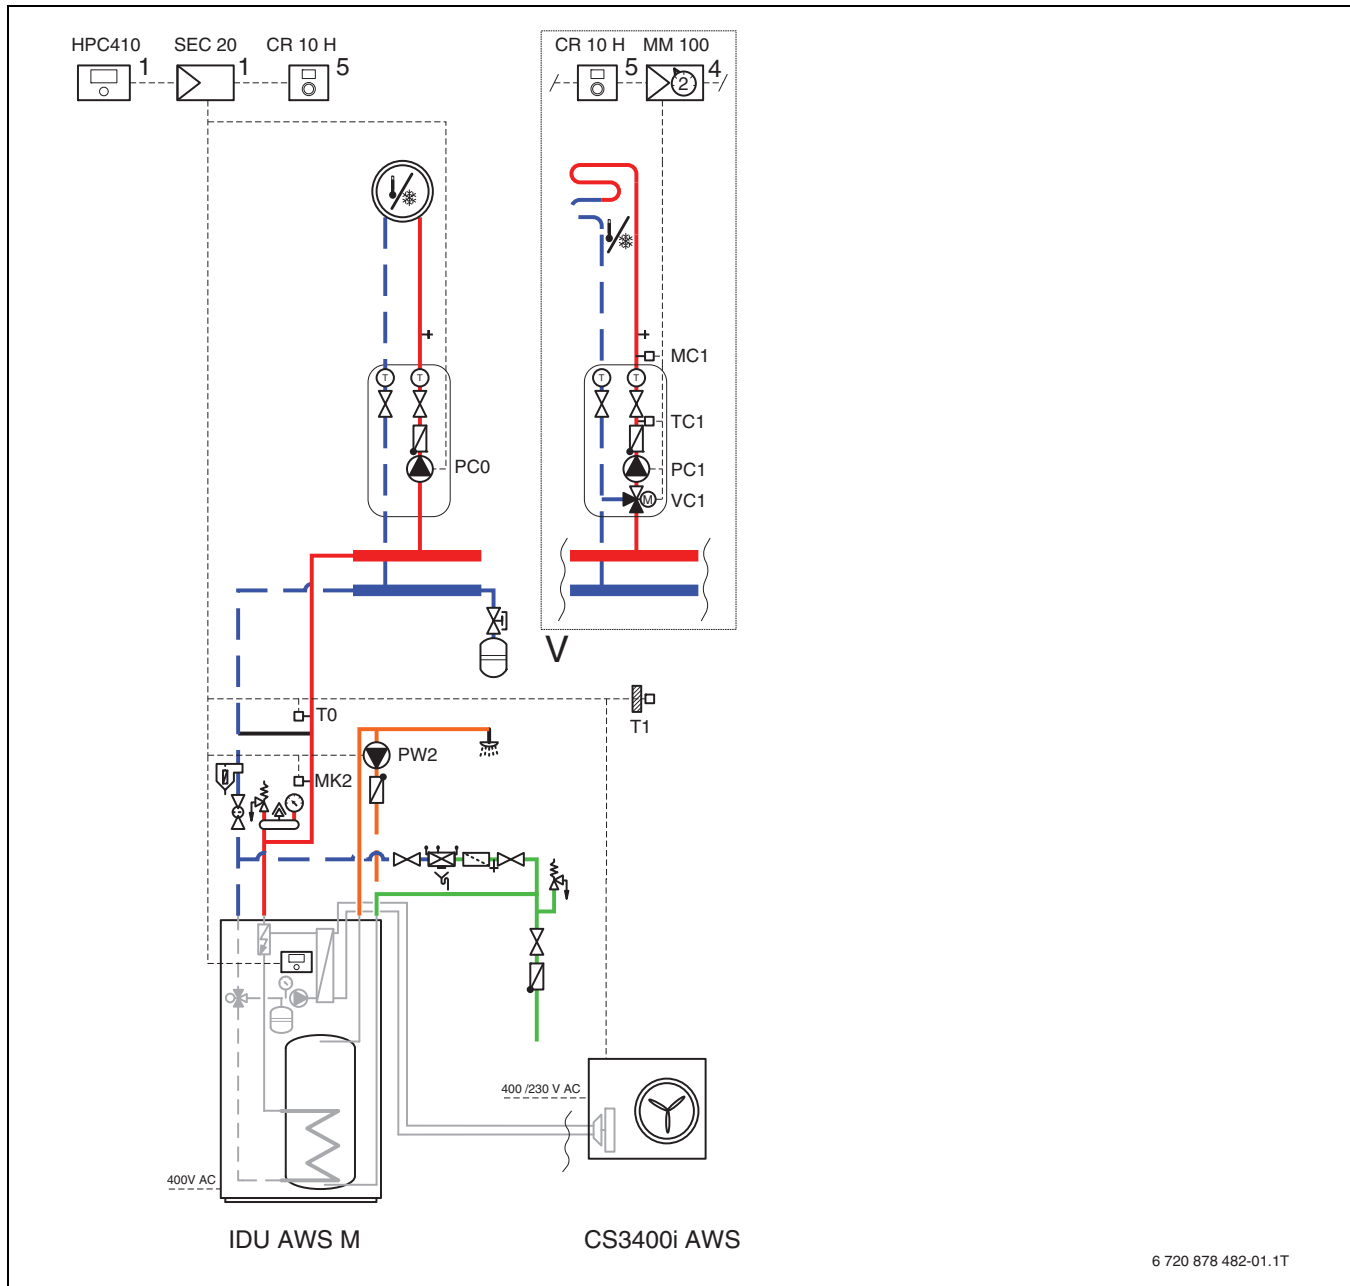 HPC410 SEC 20 CR 10 H CR 10 H MM 100
1 1 5 5 2 4
MC1
T T T T
TC1
PC0 PC1
M VC1
V
T0 T1
PW2
MK2
400 /230 V AC
400V AC
IDU AWS M CS3400i AWS
6 720 878 482-01.1T